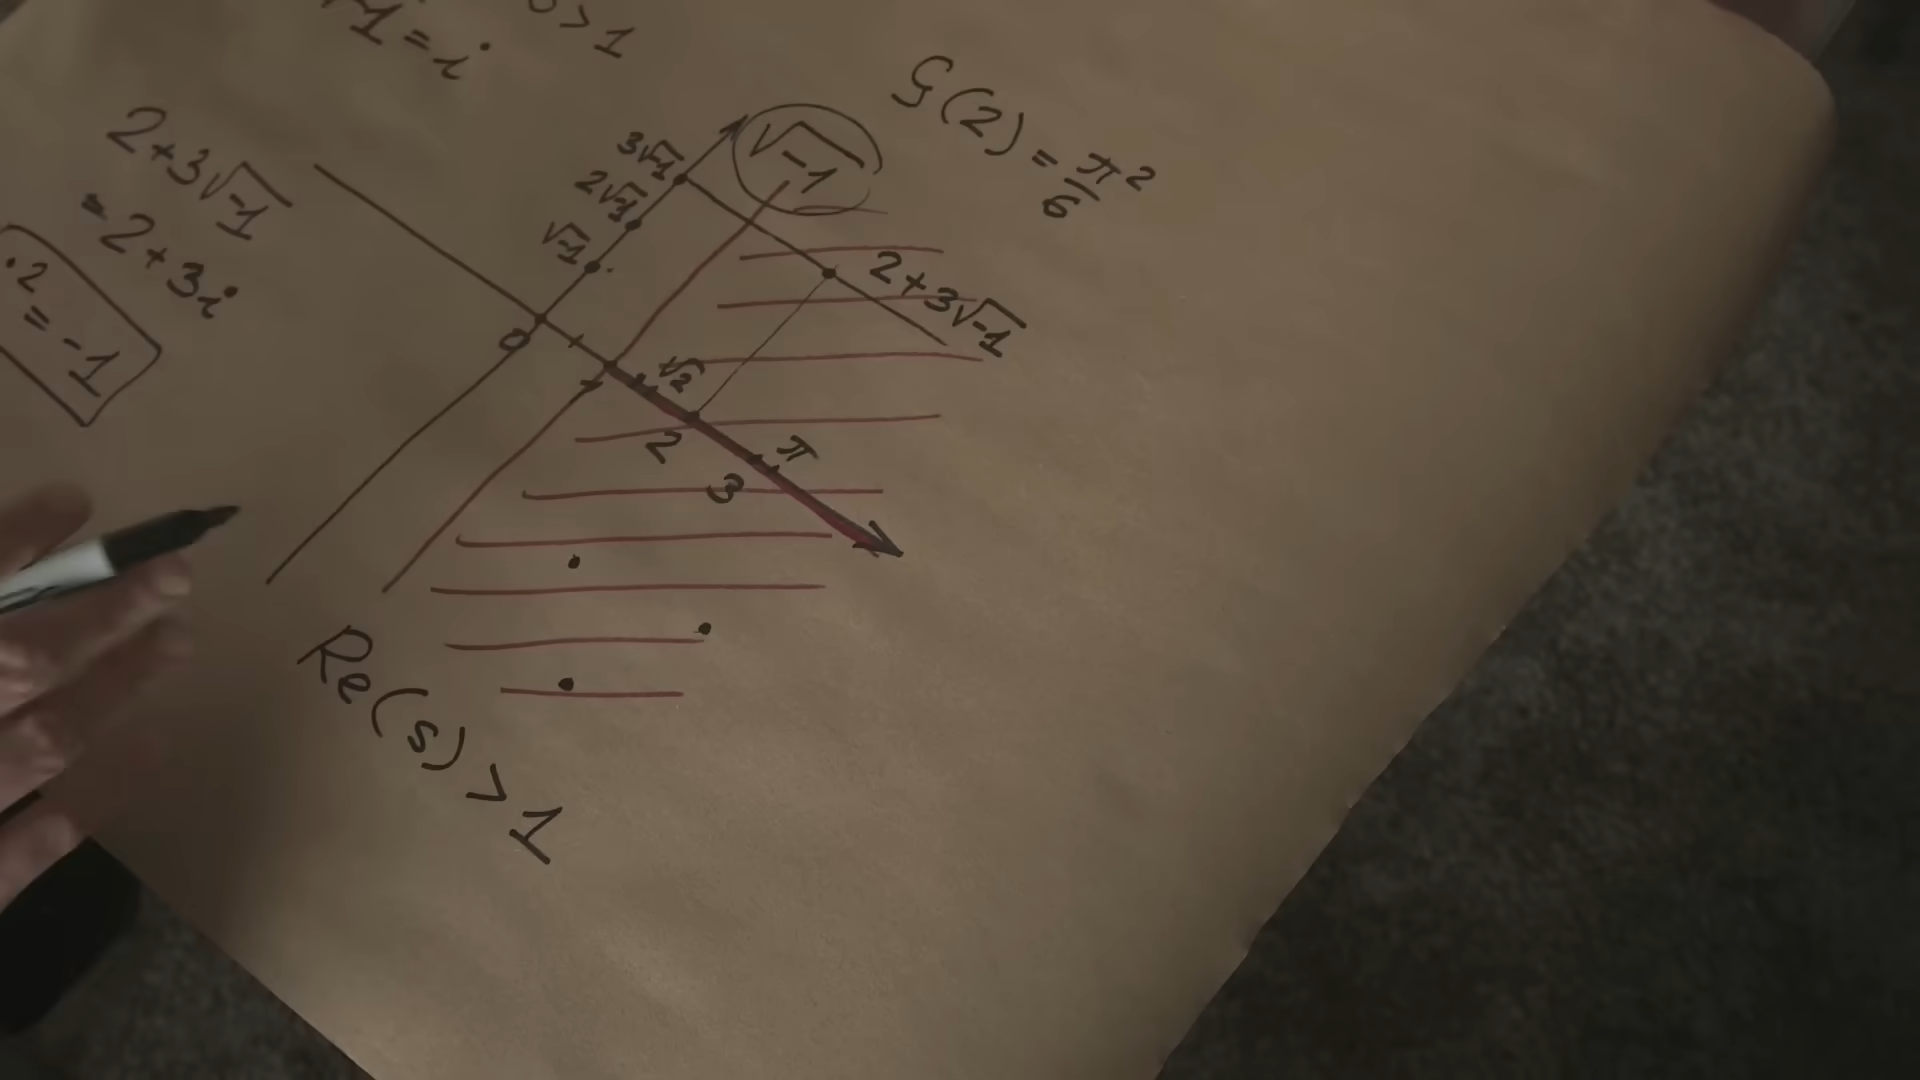 > 1
√-1 = i
ζ(2) = π²/6
2+3√-1
= 2+3i
² = -1
√-1
3√-1
2√-1
√-1
2+3√-1
0
1
√2
2
π
3
Re(s) > 1